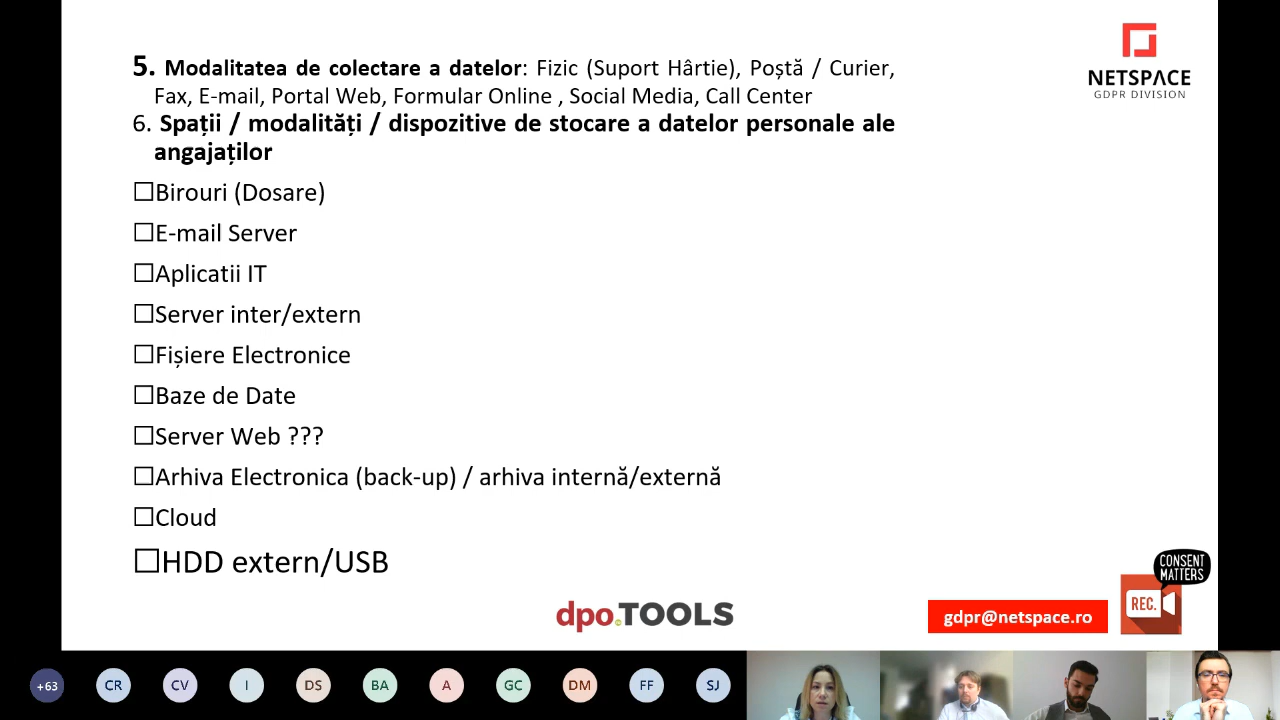 5. Modalitatea de colectare a datelor: Fizic (Suport Hârtie), Poștă / Curier,
Fax, E-mail, Portal Web, Formular Online , Social Media, Call Center
6. Spații / modalități / dispozitive de stocare a datelor personale ale
angajaților
☐Birouri (Dosare)
☐E-mail Server
☐Aplicatii IT
☐Server inter/extern
☐Fișiere Electronice
☐Baze de Date
☐Server Web ???
☐Arhiva Electronica (back-up) / arhiva internă/externă
☐Cloud
☐HDD extern/USB
NETSPACE
GDPR DIVISION
CONSENT
MATTERS
REC.
dpo.TOOLS
gdpr@netspace.ro
+63 CR CV I DS BA A GC DM FF SJ